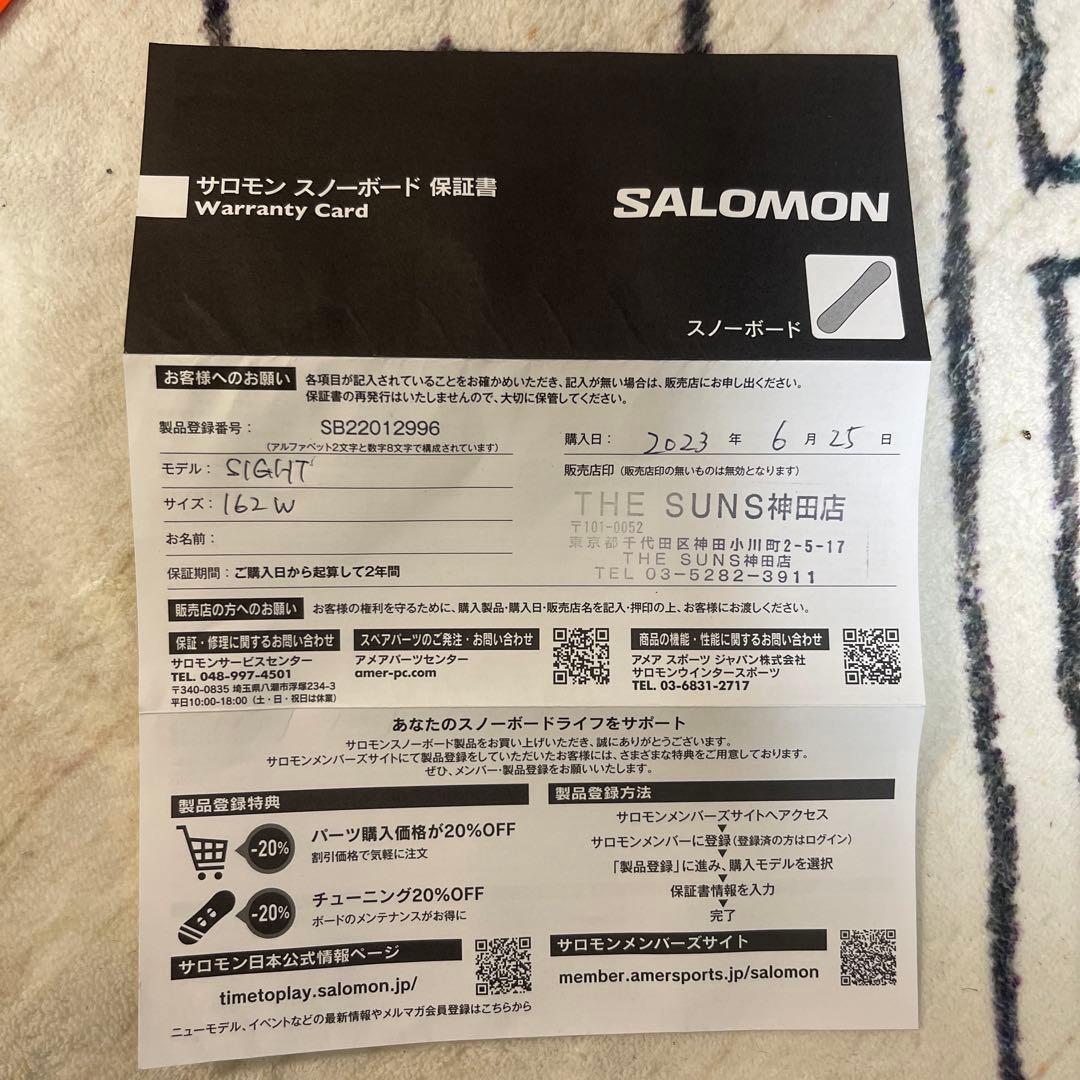 サロモン スノーボード 保証書
Warranty Card
SALOMON
スノーボード
お客様へのお願い
各項目が記入されていることをお確かめいただき、記入が無い場合は、販売店にお申し出ください。
保証書の再発行はいたしませんので、大切に保管してください。
製品登録番号： SB22012996
（アルファベット2文字と数字8文字で構成されています）
モデル： SIGHT
サイズ： 162W
お名前：
保証期間：ご購入日から起算して2年間
購入日： 2023 年 6 月 25 日
販売店印（販売店印の無いものは無効となります）
THE SUNS神田店
〒101-0052
東京都千代田区神田小川町2-5-17
THE SUNS神田店
TEL 03-5282-3911
販売店の方へのお願い
お客様の権利を守るために、購入製品・購入日・販売店名を記入・押印の上、お客様にお渡しください。
保証・修理に関するお問い合わせ
サロモンサービスセンター
TEL. 048-997-4501
〒340-0835 埼玉県八潮市浮塚234-3
平日10:00-18:00（土・日・祝日は休業）
スペアパーツのご発注・お問い合わせ
アメアパーツセンター
amer-pc.com
商品の機能・性能に関するお問い合わせ
アメア スポーツ ジャパン株式会社
サロモンウインタースポーツ
TEL. 03-6831-2717
あなたのスノーボードライフをサポート
サロモンスノーボード製品をお買い上げいただき、誠にありがとうございます。
サロモンメンバーズサイトにて製品登録をしていただいたお客様には、さまざまな特典をご用意しております。
ぜひ、メンバー・製品登録をお願いいたします。
製品登録特典
-20%
パーツ購入価格が20%OFF
割引価格で気軽に注文
-20%
チューニング20%OFF
ボードのメンテナンスがお得に
サロモン日本公式情報ページ
timetoplay.salomon.jp/
ニューモデル、イベントなどの最新情報やメルマガ会員登録はこちらから
製品登録方法
サロモンメンバーズサイトへアクセス
▼
サロモンメンバーに登録（登録済の方はログイン）
▼
「製品登録」に進み、購入モデルを選択
▼
保証書情報を入力
▼
完了
サロモンメンバーズサイト
member.amersports.jp/salomon